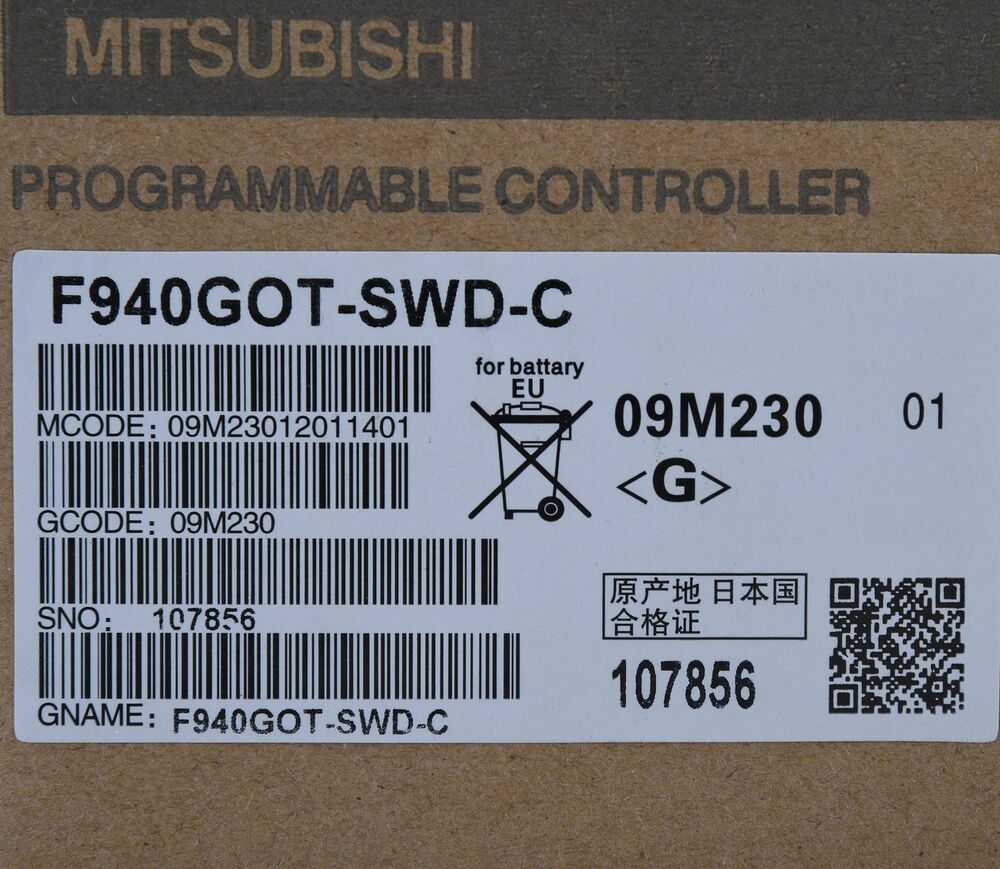 MITSUBISHI
PROGRAMMABLE CONTROLLER
F940GOT-SWD-C
for battary
EU
MCODE: 09M23012011401
09M230 01
<G>
GCODE: 09M230
SNO: 107856
原产地 日本国
合格证
107856
GNAME: F940GOT-SWD-C